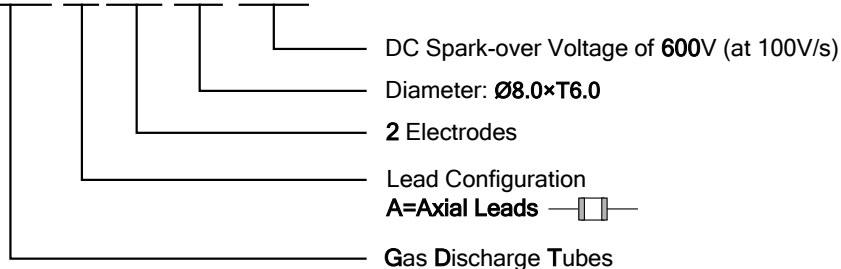 DC Spark-over Voltage of 600V (at 100V/s)
Diameter: Ø8.0×T6.0
2 Electrodes
Lead Configuration
A=Axial Leads
Gas Discharge Tubes